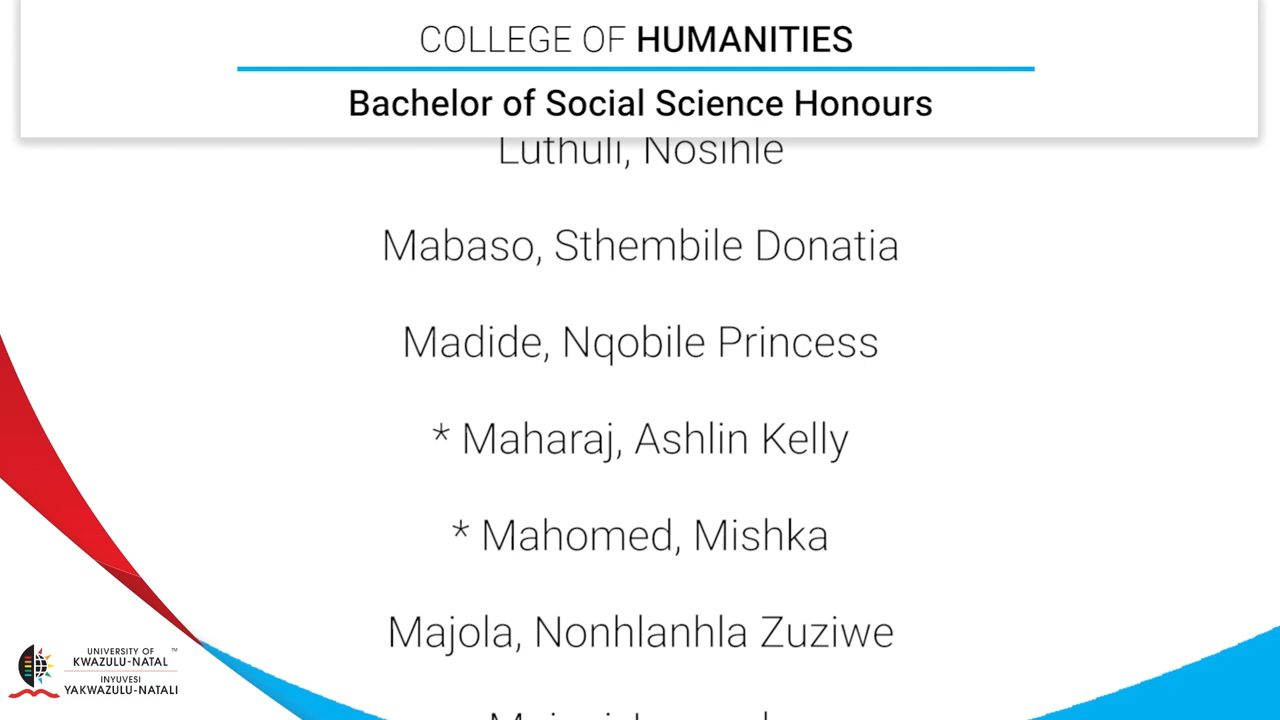 COLLEGE OF HUMANITIES
Bachelor of Social Science Honours
Luthuli, Nosihle
Mabaso, Sthembile Donatia
Madide, Nqobile Princess
* Maharaj, Ashlin Kelly
* Mahomed, Mishka
Majola, Nonhlanhla Zuziwe
UNIVERSITY OF ™
KWAZULU-NATAL
INYUVESI
YAKWAZULU-NATALI